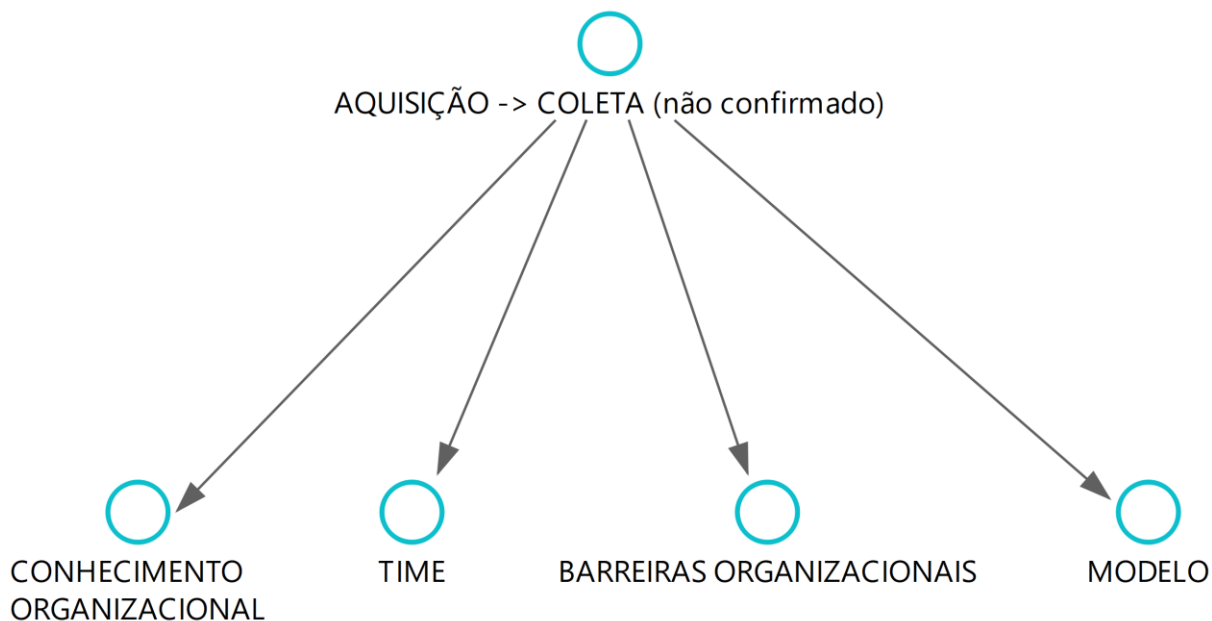 AQUISIÇÃO -> COLETA (não confirmado)
CONHECIMENTO
ORGANIZACIONAL
TIME
BARREIRAS ORGANIZACIONAIS
MODELO